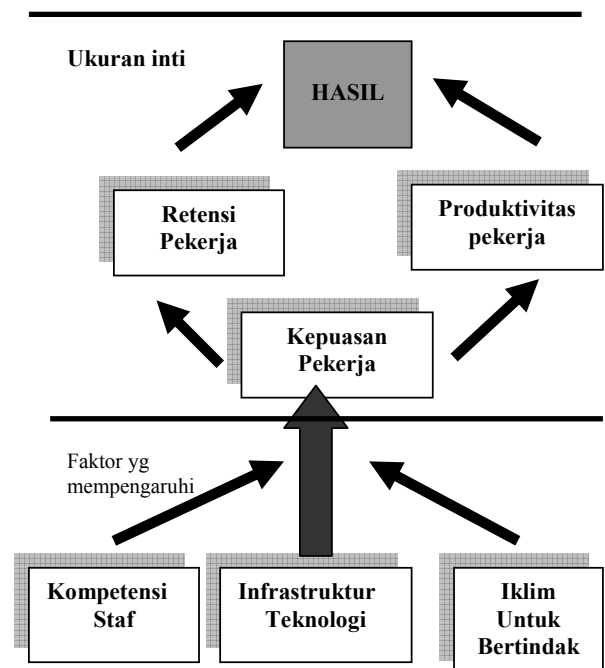 Ukuran inti
HASIL
Retensi
Pekerja
Produktivitas
pekerja
Kepuasan
Pekerja
Faktor yg
mempengaruhi
Kompetensi
Staf
Infrastruktur
Teknologi
Iklim
Untuk
Bertindak